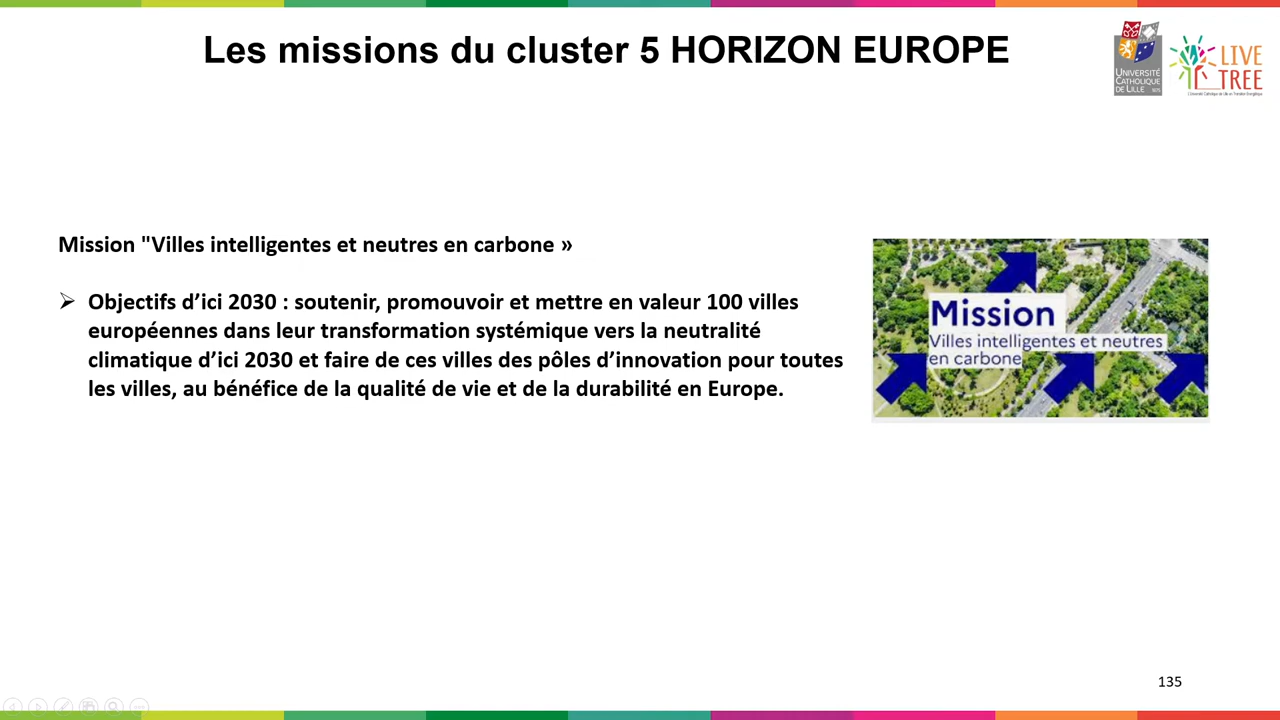 Les missions du cluster 5 HORIZON EUROPE
UNIVERSITÉ
CATHOLIQUE
DE LILLE
LIVE
TREE
Mission "Villes intelligentes et neutres en carbone »
Objectifs d’ici 2030 : soutenir, promouvoir et mettre en valeur 100 villes
européennes dans leur transformation systémique vers la neutralité
climatique d’ici 2030 et faire de ces villes des pôles d’innovation pour toutes
les villes, au bénéfice de la qualité de vie et de la durabilité en Europe.
Mission
Villes intelligentes et neutres
en carbone
135